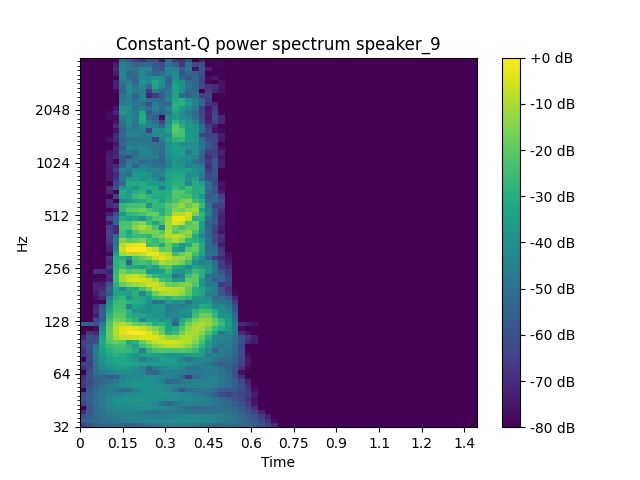 Constant-Q power spectrum speaker_9
Hz
2048
1024
512
256
128
64
32
0 0.15 0.3 0.45 0.6 0.75 0.9 1.1 1.2 1.4
Time
+0 dB
-10 dB
-20 dB
-30 dB
-40 dB
-50 dB
-60 dB
-70 dB
-80 dB